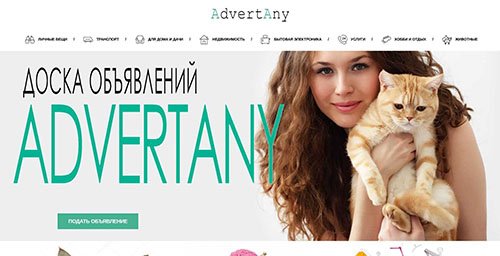 AdvertAny
ЛИЧНЫЕ ВЕЩИ ТРАНСПОРТ ДЛЯ ДОМА И ДАЧИ НЕДВИЖИМОСТЬ БЫТОВАЯ ЭЛЕКТРОНИКА УСЛУГИ ХОББИ И ОТДЫХ ЖИВОТНЫЕ
ДОСКА ОБЪЯВЛЕНИЙ
ADVERTANY
ПОДАТЬ ОБЪЯВЛЕНИЕ